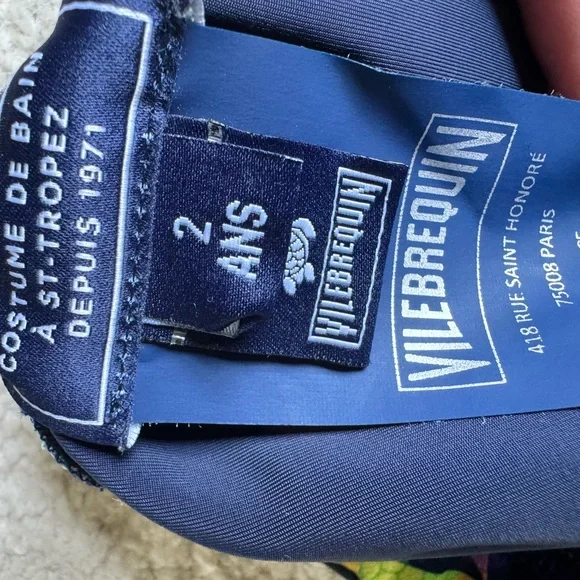 COSTUME DE BAIN
À ST-TROPEZ
DEPUIS 1971
2
ANS
VILEBREQUIN
VILEBREQUIN
418 RUE SAINT HONORÉ
75008 PARIS